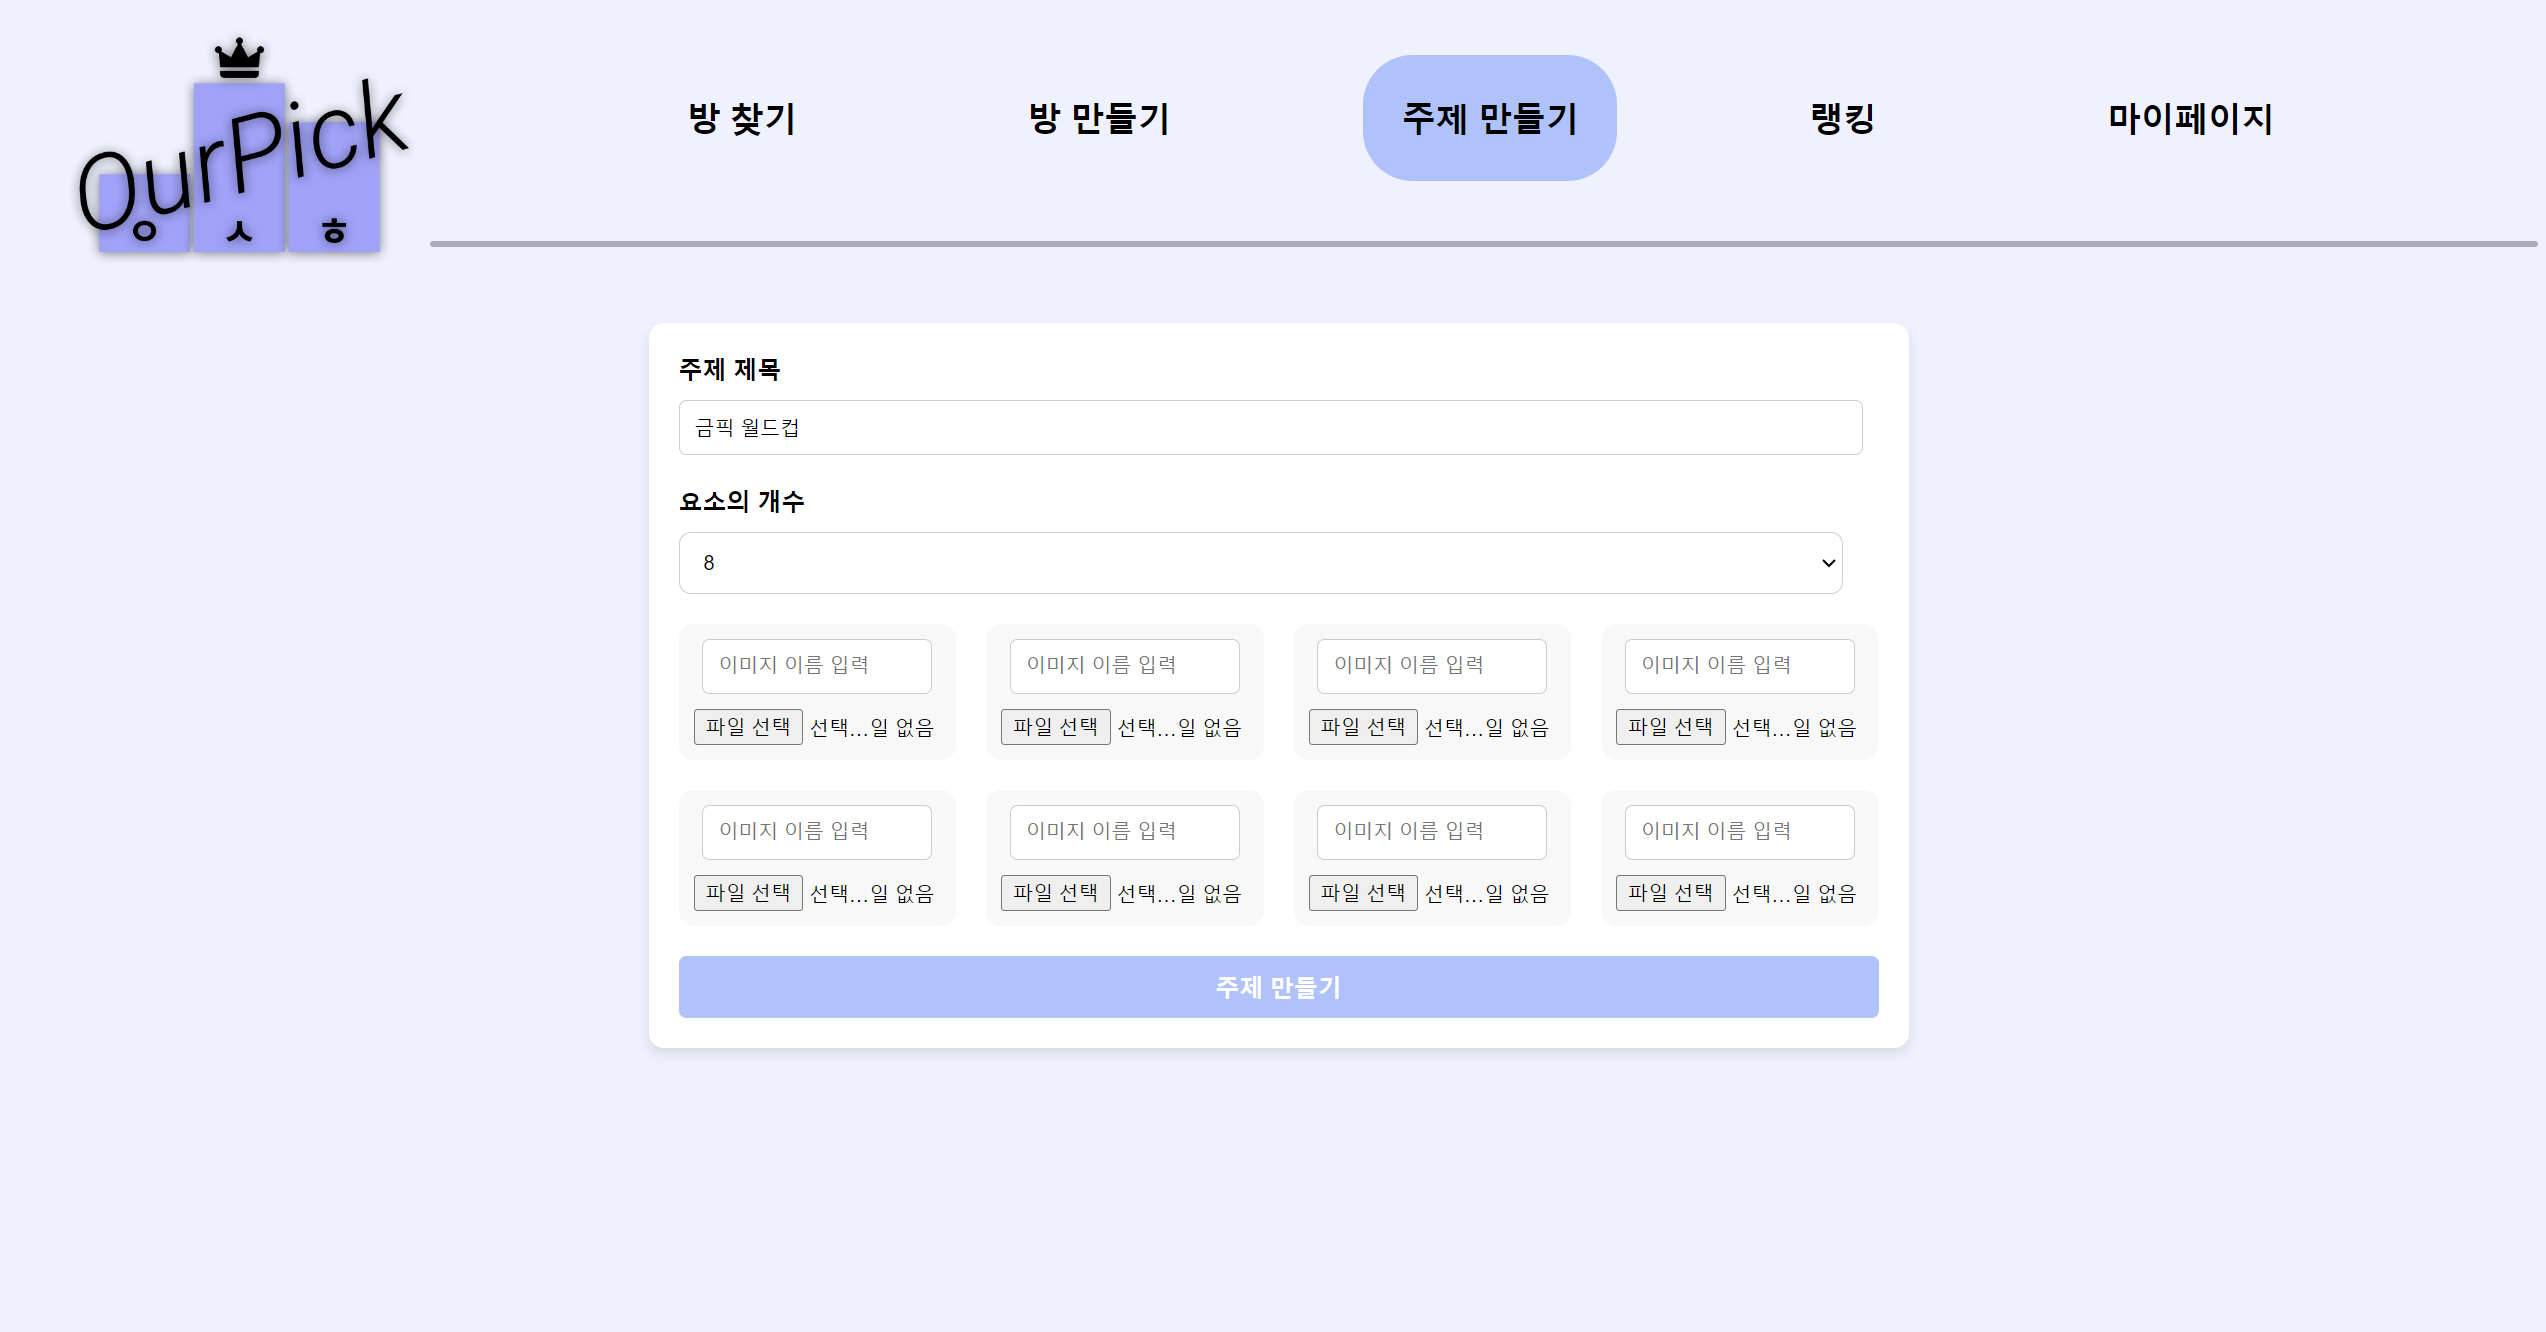 OurPick
ㅇ ㅅ ㅎ
방 찾기 방 만들기 주제 만들기 랭킹 마이페이지
주제 제목
금픽 월드컵
요소의 개수
8
이미지 이름 입력 이미지 이름 입력 이미지 이름 입력 이미지 이름 입력
파일 선택 선택...일 없음 파일 선택 선택...일 없음 파일 선택 선택...일 없음 파일 선택 선택...일 없음
이미지 이름 입력 이미지 이름 입력 이미지 이름 입력 이미지 이름 입력
파일 선택 선택...일 없음 파일 선택 선택...일 없음 파일 선택 선택...일 없음 파일 선택 선택...일 없음
주제 만들기